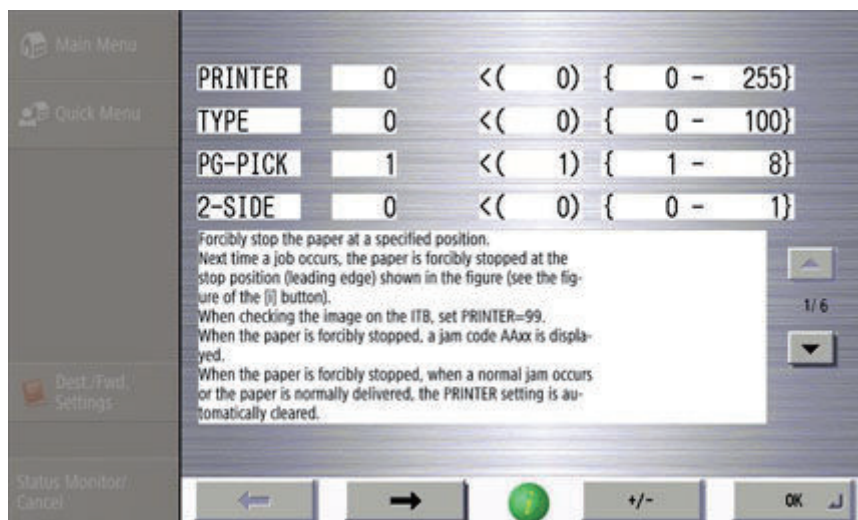 Main Menu
Quick Menu
PRINTER 0 <( 0) { 0 - 255}
TYPE 0 <( 0) { 0 - 100}
PG-PICK 1 <( 1) { 1 - 8}
2-SIDE 0 <( 0) { 0 - 1}
Forcibly stop the paper at a specified position.
Next time a job occurs, the paper is forcibly stopped at the
stop position (leading edge) shown in the figure (see the fig-
ure of the [i] button).
When checking the image on the ITB, set PRINTER=99.
When the paper is forcibly stopped, a jam code AAxx is displa-
yed.
When the paper is forcibly stopped, when a normal jam occurs
or the paper is normally delivered, the PRINTER setting is au-
tomatically cleared.
1/6
Dest./Fwd.
Settings
Status Monitor/
Cancel
i
+/-
OK